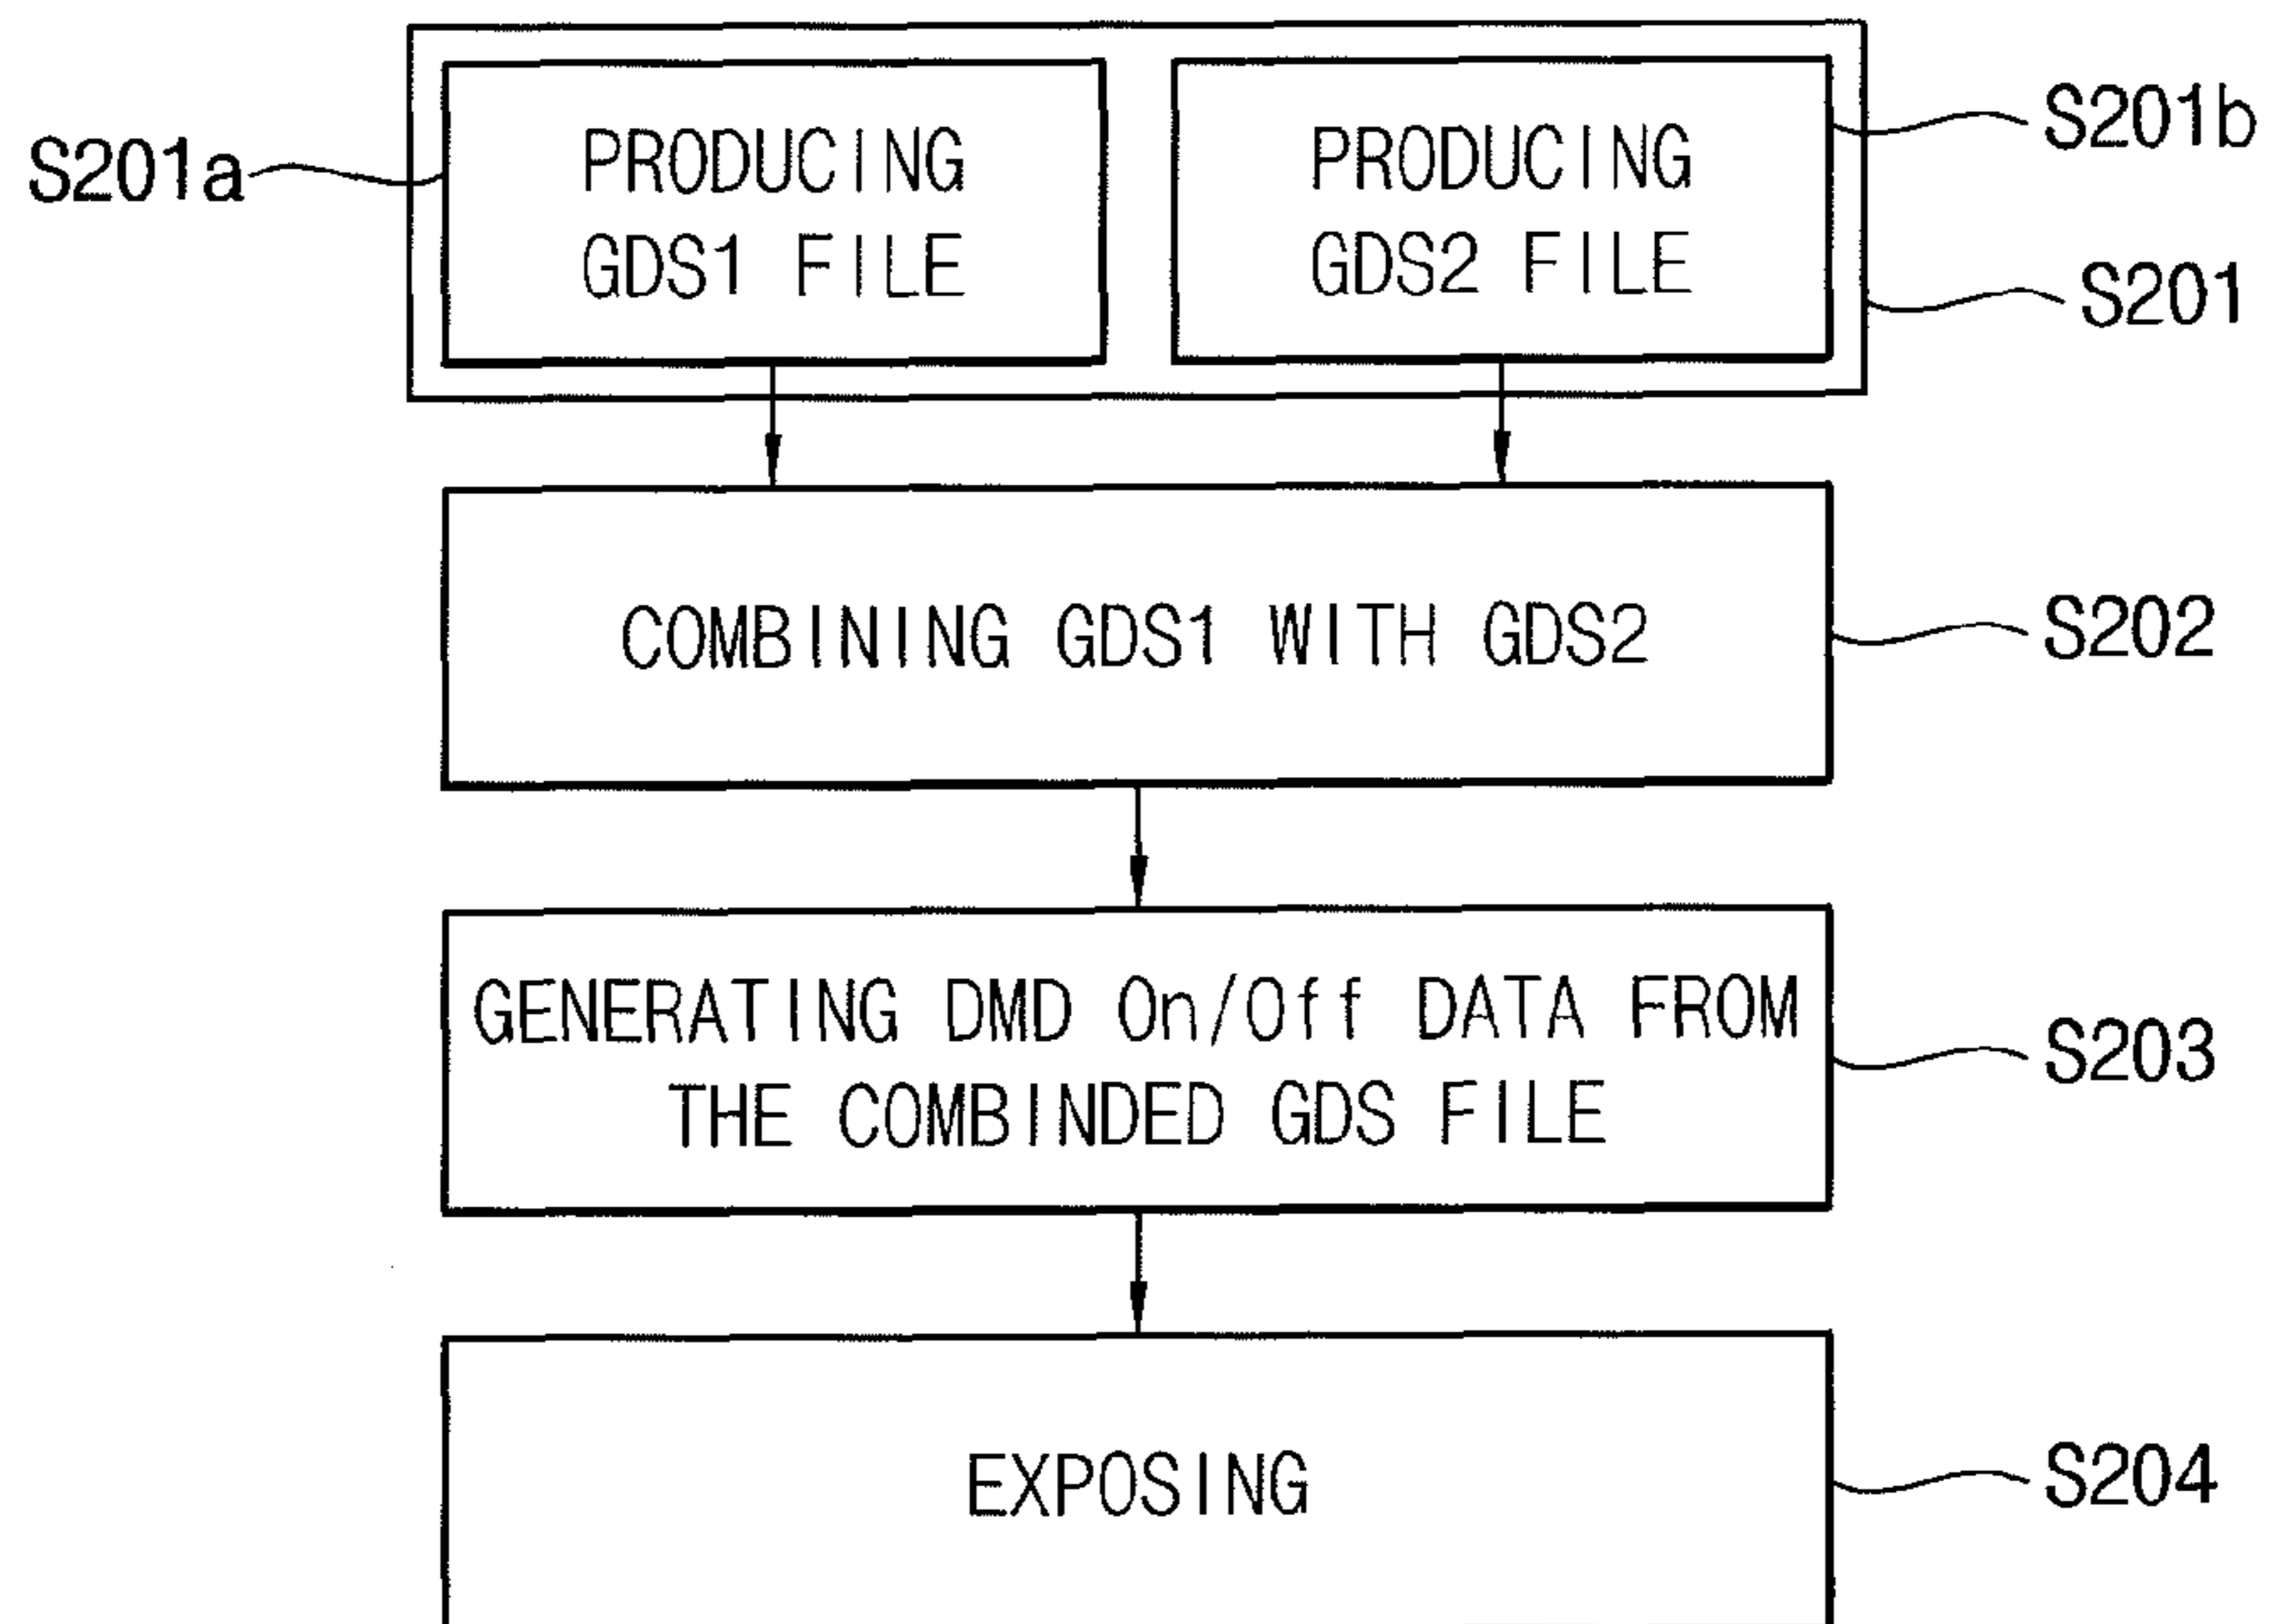 S201a
PRODUCING
GDS1 FILE
PRODUCING
GDS2 FILE
S201b
S201
COMBINING GDS1 WITH GDS2
S202
GENERATING DMD On/Off DATA FROM
THE COMBINDED GDS FILE
S203
EXPOSING
S204